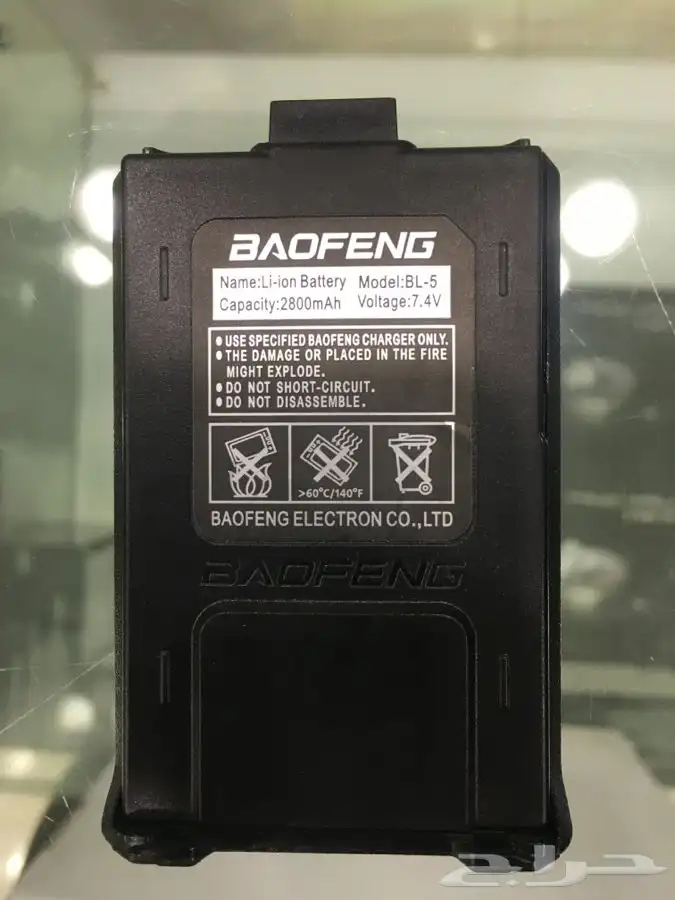 BAOFENG
Name:Li-ion Battery Model:BL-5
Capacity:2800mAh Voltage:7.4V
• USE SPECIFIED BAOFENG CHARGER ONLY.
• THE DAMAGE OR PLACED IN THE FIRE
MIGHT EXPLODE.
• DO NOT SHORT-CIRCUIT.
• DO NOT DISASSEMBLE.
>60°C/140°F
BAOFENG ELECTRON CO.,LTD
BAOFENG
حراج